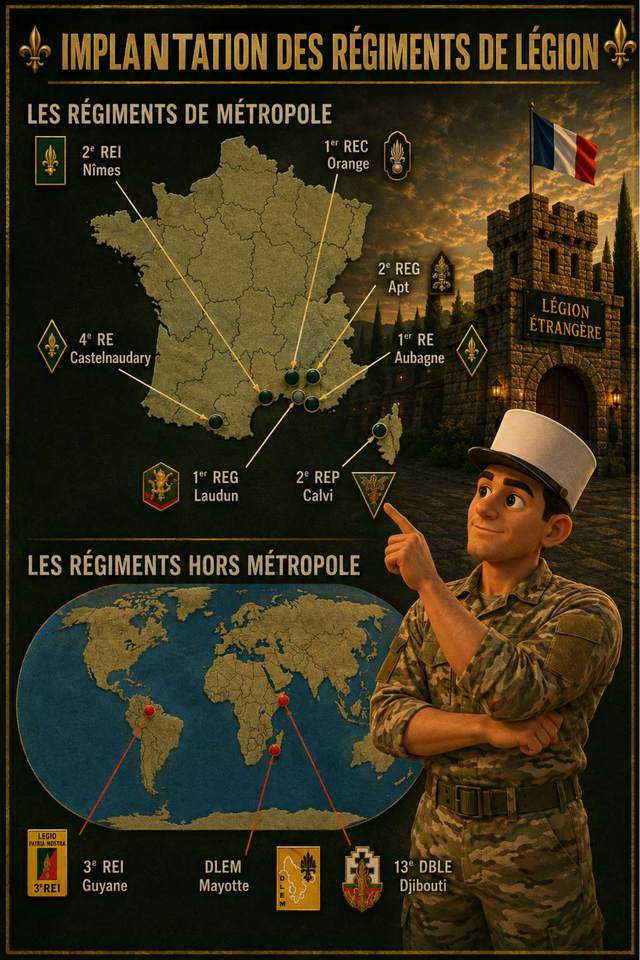 IMPLANTATION DES RÉGIMENTS DE LÉGION
LES RÉGIMENTS DE MÉTROPOLE
2e REI
Nîmes
1er REC
Orange
2e REG
Apt
LÉGION
ÉTRANGÈRE
4e RE
Castelnaudary
1er RE
Aubagne
1er REG
Laudun
2e REP
Calvi
LES RÉGIMENTS HORS MÉTROPOLE
LEGIO
PATRIA NOSTRA
3e REI
3e REI
Guyane
DLEM
Mayotte
DLEM
13e DBLE
Djibouti